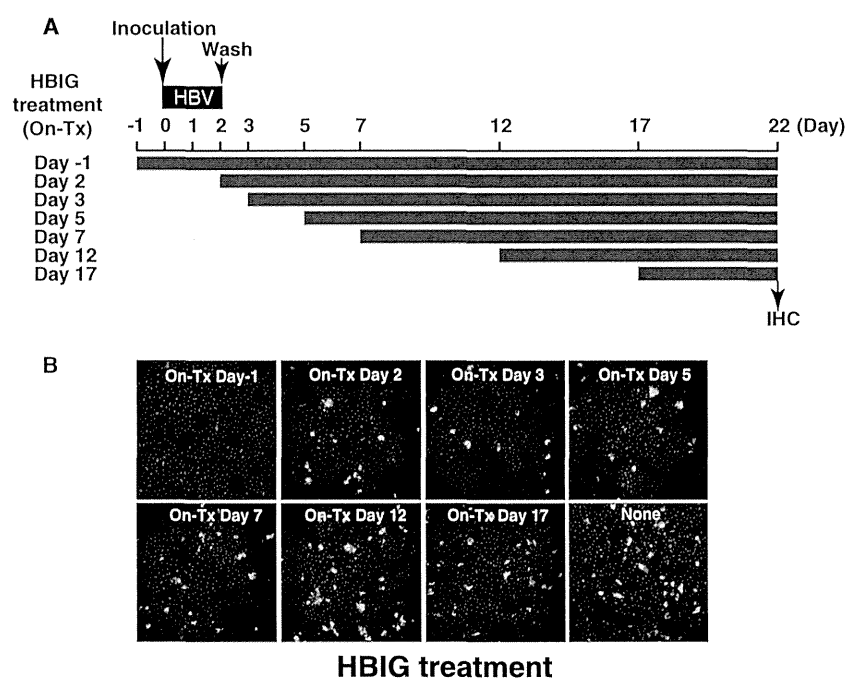 A
Inoculation
Wash
HBIG
treatment
(On-Tx)
HBV
-1 0 1 2 3 5 7 12 17 22 (Day)
Day -1
Day 2
Day 3
Day 5
Day 7
Day 12
Day 17
IHC
B
On-Tx Day-1 On-Tx Day 2 On-Tx Day 3 On-Tx Day 5
On-Tx Day 7 On-Tx Day 12 On-Tx Day 17 None
HBIG treatment